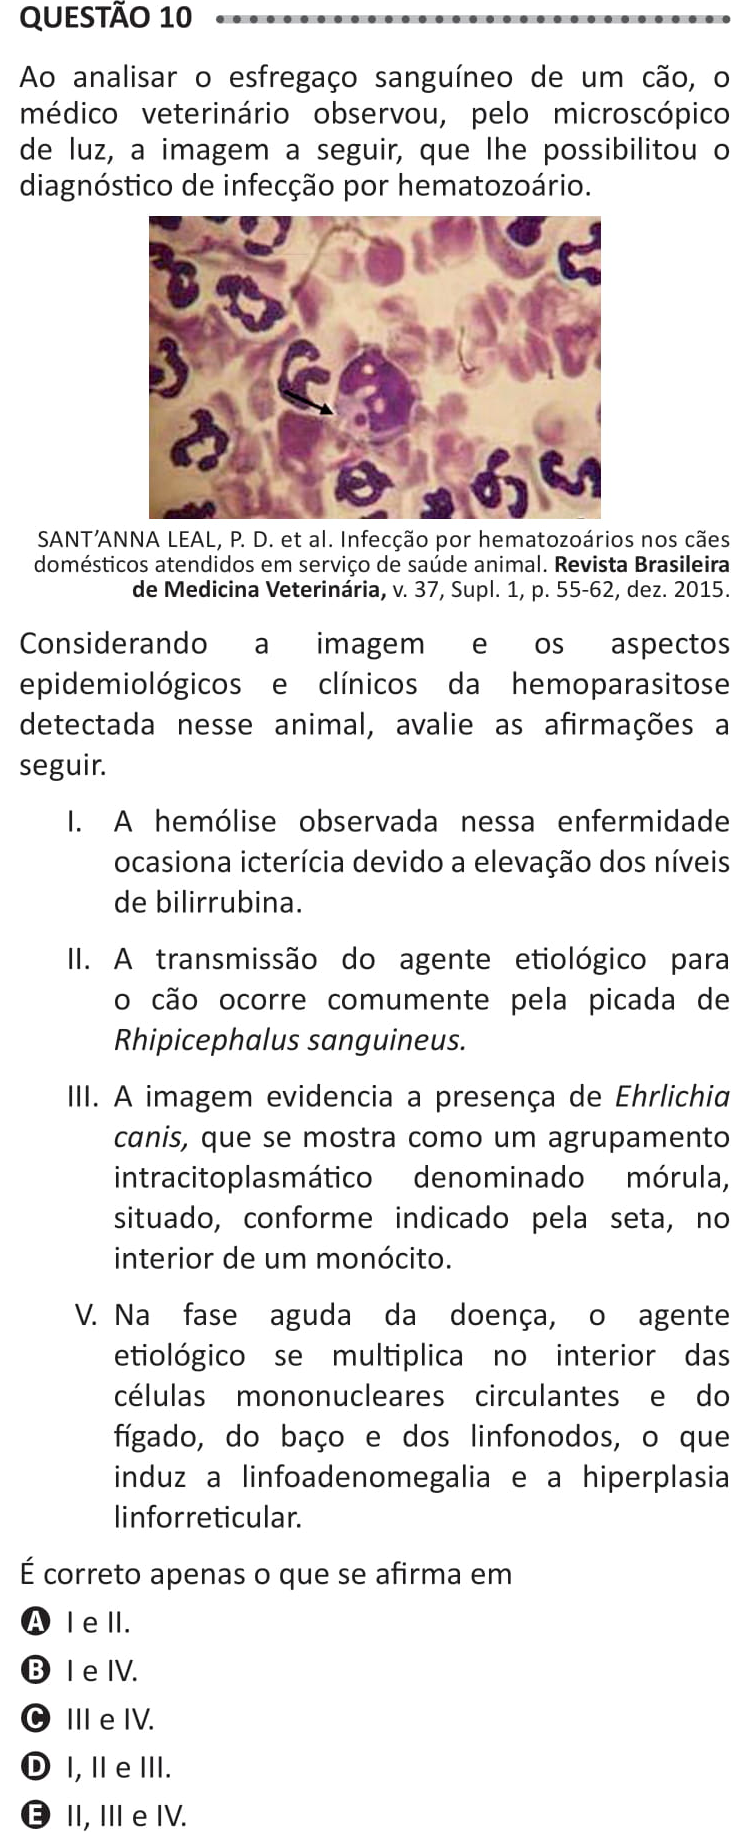 QUESTÃO 10
Ao analisar o esfregaço sanguíneo de um cão, o
médico veterinário observou, pelo microscópico
de luz, a imagem a seguir, que lhe possibilitou o
diagnóstico de infecção por hematozoário.
SANT’ANNA LEAL, P. D. et al. Infecção por hematozoários nos cães
domésticos atendidos em serviço de saúde animal. Revista Brasileira
de Medicina Veterinária, v. 37, Supl. 1, p. 55-62, dez. 2015.
Considerando a imagem e os aspectos
epidemiológicos e clínicos da hemoparasitose
detectada nesse animal, avalie as afirmações a
seguir.
I. A hemólise observada nessa enfermidade
ocasiona icterícia devido a elevação dos níveis
de bilirrubina.
II. A transmissão do agente etiológico para
o cão ocorre comumente pela picada de
Rhipicephalus sanguineus.
III. A imagem evidencia a presença de Ehrlichia
canis, que se mostra como um agrupamento
intracitoplasmático denominado mórula,
situado, conforme indicado pela seta, no
interior de um monócito.
V. Na fase aguda da doença, o agente
etiológico se multiplica no interior das
células mononucleares circulantes e do
fígado, do baço e dos linfonodos, o que
induz a linfoadenomegalia e a hiperplasia
linforreticular.
É correto apenas o que se afirma em
A I e II.
B I e IV.
C III e IV.
D I, II e III.
E II, III e IV.